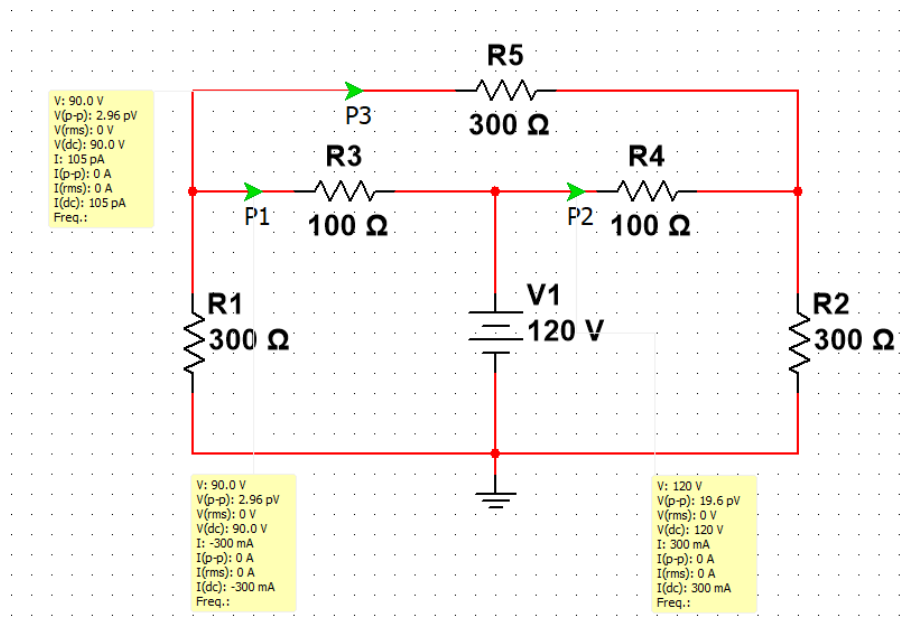 R5
300 Ω
P3
V: 90.0 V
V(p-p): 2.96 pV
V(rms): 0 V
V(dc): 90.0 V
I: 105 pA
I(p-p): 0 A
I(rms): 0 A
I(dc): 105 pA
Freq.:
R3
100 Ω
P1
R4
100 Ω
P2
R1
300 Ω
V1
120 V
R2
300 Ω
V: 90.0 V
V(p-p): 2.96 pV
V(rms): 0 V
V(dc): 90.0 V
I: -300 mA
I(p-p): 0 A
I(rms): 0 A
I(dc): -300 mA
Freq.:
V: 120 V
V(p-p): 19.6 pV
V(rms): 0 V
V(dc): 120 V
I: 300 mA
I(p-p): 0 A
I(rms): 0 A
I(dc): 300 mA
Freq.: